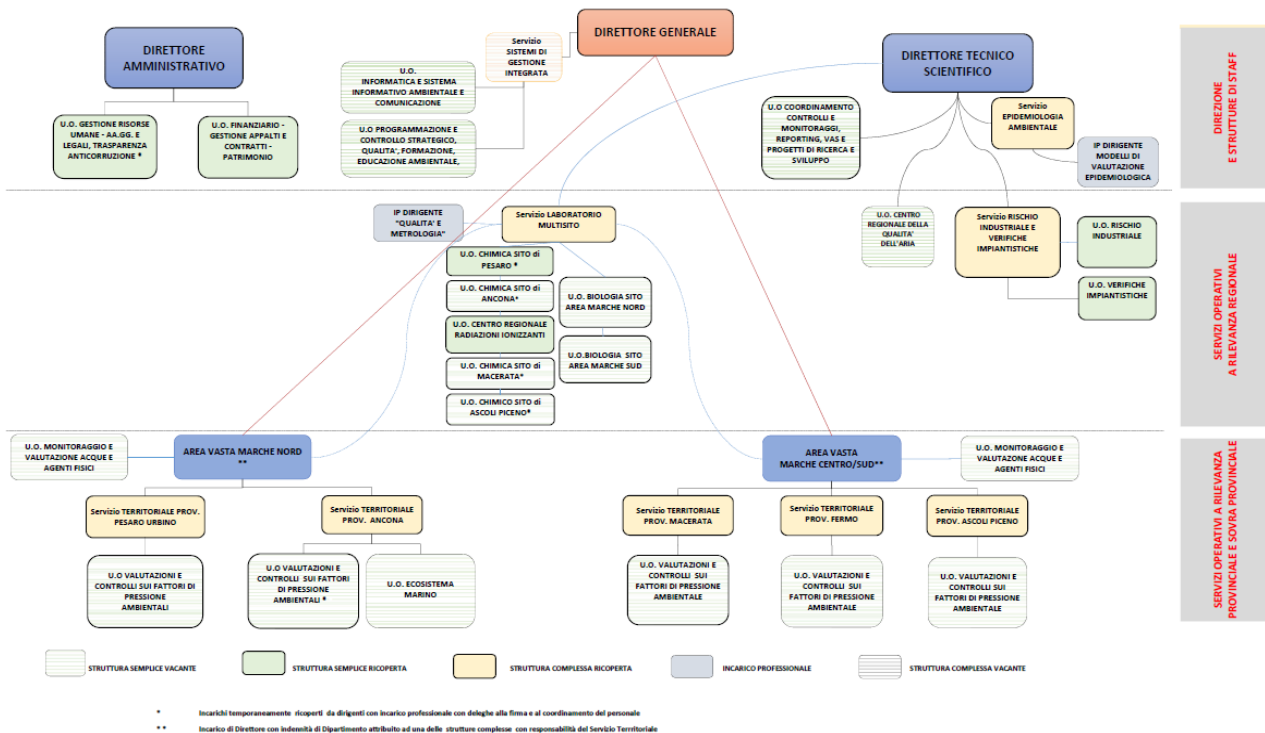 DIRETTORE GENERALE
DIRETTORE
AMMINISTRATIVO
Servizio
SISTEMI DI
GESTIONE
INTEGRATA
DIRETTORE TECNICO
SCIENTIFICO
U.O.
INFORMATICA E SISTEMA
INFORMATIVO AMBIENTALE E
COMUNICAZIONE
U.O. GESTIONE RISORSE
UMANE - AA.GG. E
LEGALI, TRASPARENZA
ANTICORRUZIONE *
U.O. FINANZIARIO -
GESTIONE APPALTI E
CONTRATTI -
PATRIMONIO
U.O PROGRAMMAZIONE E
CONTROLLO STRATEGICO,
QUALITA', FORMAZIONE,
EDUCAZIONE AMBIENTALE,
U.O COORDINAMENTO
CONTROLLI E
MONITORAGGI,
REPORTING, VAS E
PROGETTI DI RICERCA E
SVILUPPO
Servizio
EPIDEMIOLOGIA
AMBIENTALE
IP DIRIGENTE
MODELLI DI
VALUTAZIONE
EPIDEMIOLOGICA
DIREZIONE
E STRUTTURE DI STAFF
IP DIRIGENTE
"QUALITA' E
METROLOGIA"
Servizio LABORATORIO
MULTISITO
U.O. CHIMICA SITO di
PESARO *
U.O. CHIMICA SITO di
ANCONA*
U.O. CENTRO REGIONALE
RADIAZIONI IONIZZANTI
U.O. CHIMICA SITO di
MACERATA*
U.O. CHIMICO SITO di
ASCOLI PICENO*
U.O. BIOLOGIA SITO
AREA MARCHE NORD
U.O.BIOLOGIA SITO
AREA MARCHE SUD
U.O. CENTRO
REGIONALE DELLA
QUALITA'
DELL'ARIA
Servizio RISCHIO
INDUSTRIALE E
VERIFICHE
IMPIANTISTICHE
U.O. RISCHIO
INDUSTRIALE
U.O. VERIFICHE
IMPIANTISTICHE
SERVIZI OPERATIVI
A RILEVANZA REGIONALE
U.O. MONITORAGGIO E
VALUTAZIONE ACQUE E
AGENTI FISICI
AREA VASTA MARCHE NORD
**
AREA VASTA
MARCHE CENTRO/SUD**
U.O. MONITORAGGIO E
VALUTAZONE ACQUE E
AGENTI FISICI
Servizio TERRITORIALE PROV.
PESARO URBINO
Servizio TERRITORIALE
PROV. ANCONA
Servizio TERRITORIALE
PROV. MACERATA
Servizio TERRITORIALE
PROV. FERMO
Servizio TERRITORIALE
PROV. ASCOLI PICENO
U.O VALUTAZIONI E
CONTROLLI SUI FATTORI DI
PRESSIONE
AMBIENTALI
U.O VALUTAZIONI E
CONTROLLI SUI FATTORI
DI PRESSIONE
AMBIENTALI *
U.O. ECOSISTEMA
MARINO
U.O. VALUTAZIONI E
CONTROLLI SUI
FATTORI DI PRESSIONE
AMBIENTALE
U.O. VALUTAZIONI E
CONTROLLI SUI
FATTORI DI PRESSIONE
AMBIENTALE
U.O. VALUTAZIONI E
CONTROLLI SUI
FATTORI DI PRESSIONE
AMBIENTALE
SERVIZI OPERATIVI A RILEVANZA
PROVINCIALE E SOVRA PROVINCIALE
STRUTTURA SEMPLICE VACANTE
STRUTTURA SEMPLICE RICOPERTA
STRUTTURA COMPLESSA RICOPERTA
INCARICO PROFESSIONALE
STRUTTURA COMPLESSA VACANTE
* Incarichi temporaneamente ricoperti da dirigenti con incarico professionale con deleghe alla firma e al coordinamento del personale
** Incarico di Direttore con indennità di Dipartimento attribuito ad una delle strutture complesse con responsabilità del Servizio Terrritoriale